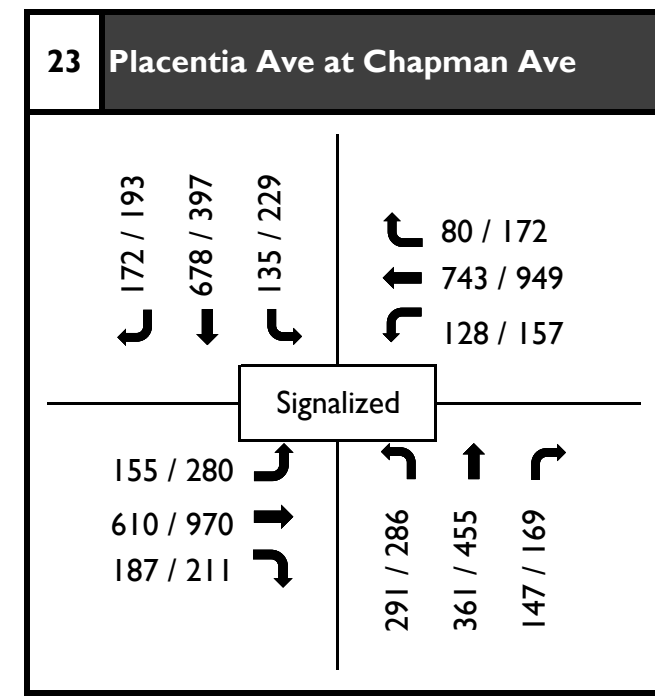 23 Placentia Ave at Chapman Ave
172 / 193
678 / 397
135 / 229
80 / 172
743 / 949
128 / 157
Signalized
155 / 280
610 / 970
187 / 211
291 / 286
361 / 455
147 / 169